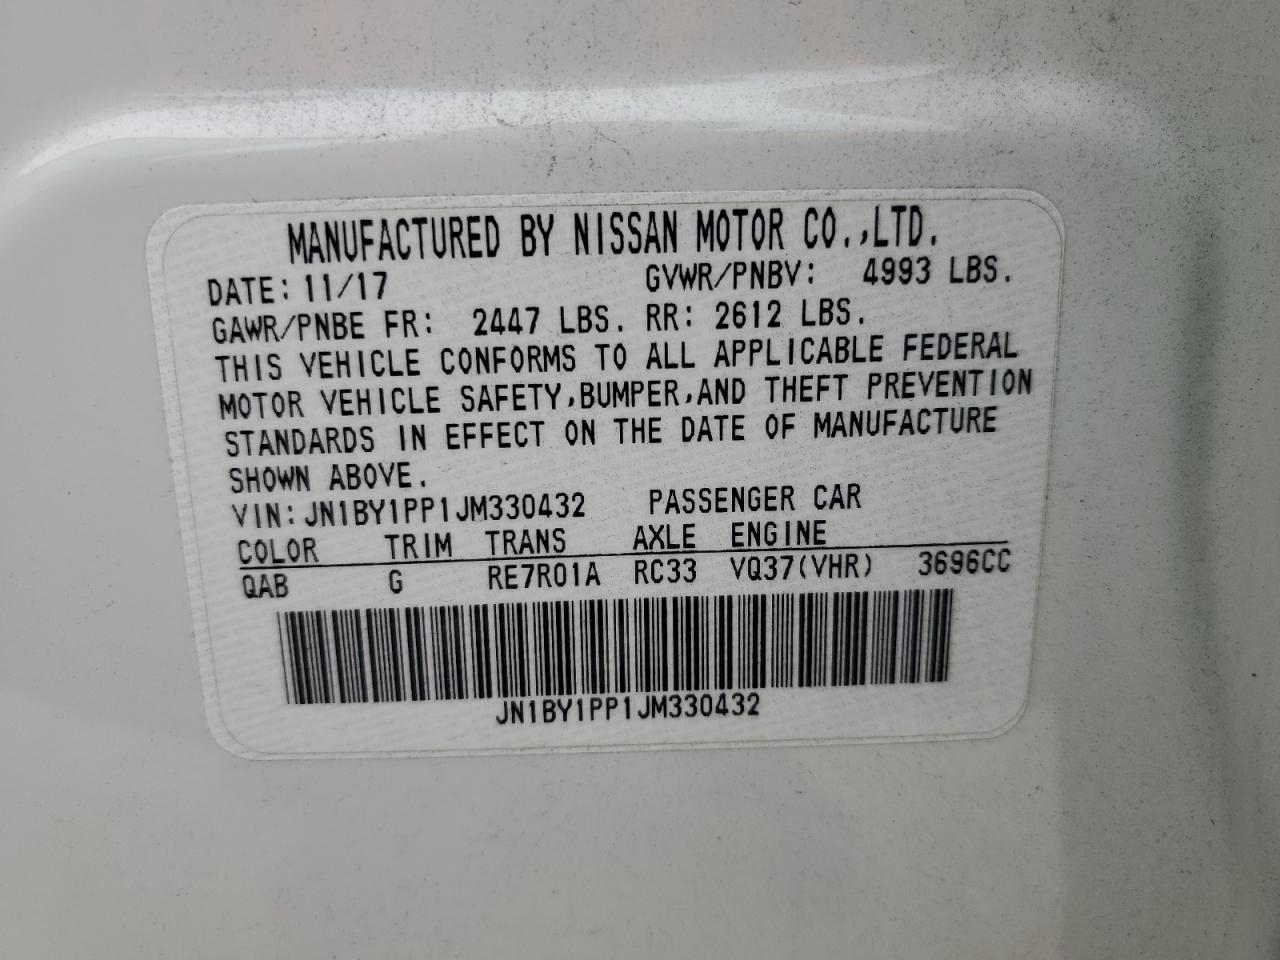 MANUFACTURED BY NISSAN MOTOR CO.,LTD.
DATE: 11/17 GVWR/PNBV: 4993 LBS.
GAWR/PNBE FR: 2447 LBS. RR: 2612 LBS.
THIS VEHICLE CONFORMS TO ALL APPLICABLE FEDERAL
MOTOR VEHICLE SAFETY,BUMPER,AND THEFT PREVENTION
STANDARDS IN EFFECT ON THE DATE OF MANUFACTURE
SHOWN ABOVE.
VIN:JN1BY1PP1JM330432 PASSENGER CAR
COLOR TRIM TRANS AXLE ENGINE
QAB G RE7R01A RC33 VQ37(VHR) 3696CC
JN1BY1PP1JM330432